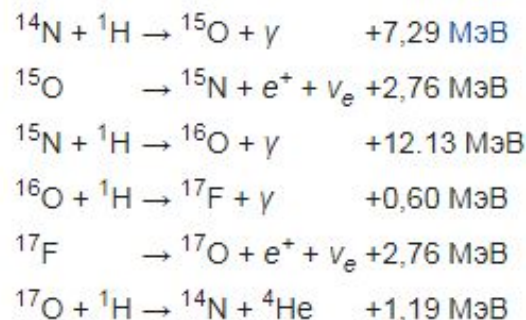 ¹⁴N + ¹H → ¹⁵O + γ +7,29 МэВ
¹⁵O → ¹⁵N + e⁺ + νₑ +2,76 МэВ
¹⁵N + ¹H → ¹⁶O + γ +12.13 МэВ
¹⁶O + ¹H → ¹⁷F + γ +0,60 МэВ
¹⁷F → ¹⁷O + e⁺ + νₑ +2,76 МэВ
¹⁷O + ¹H → ¹⁴N + ⁴He +1,19 МэВ